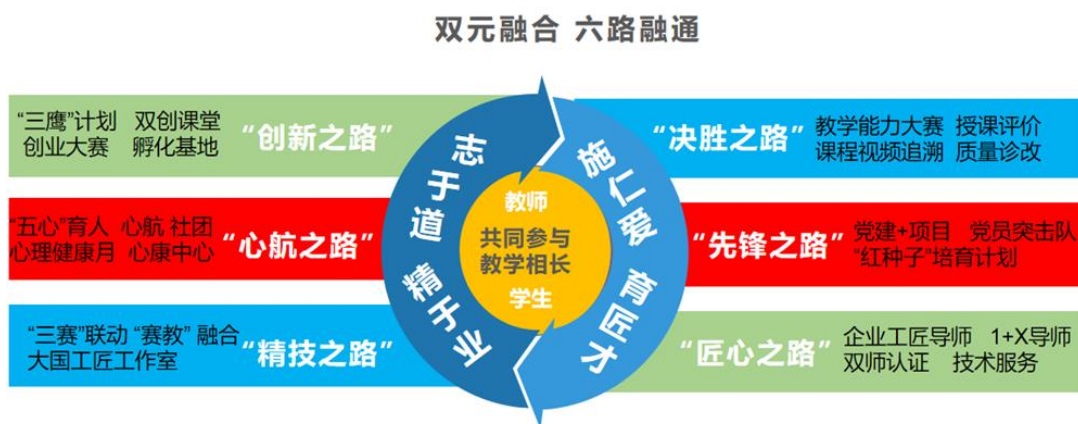 双元融合 六路融通
“三鹰”计划 双创课堂
创业大赛 孵化基地
“创新之路”
“五心”育人 心航 社团
心理健康月 心康中心
“心航之路”
“三赛”联动 “赛教” 融合
大国工匠工作室
“精技之路”
志于道 精于业
教师
共同参与
教学相长
学生
施仁爱 育匠才
“决胜之路”
教学能力大赛 授课评价
课程视频追溯 质量诊改
“先锋之路”
党建+项目 党员突击队
“红种子”培育计划
“匠心之路”
企业工匠导师 1+X导师
双师认证 技术服务